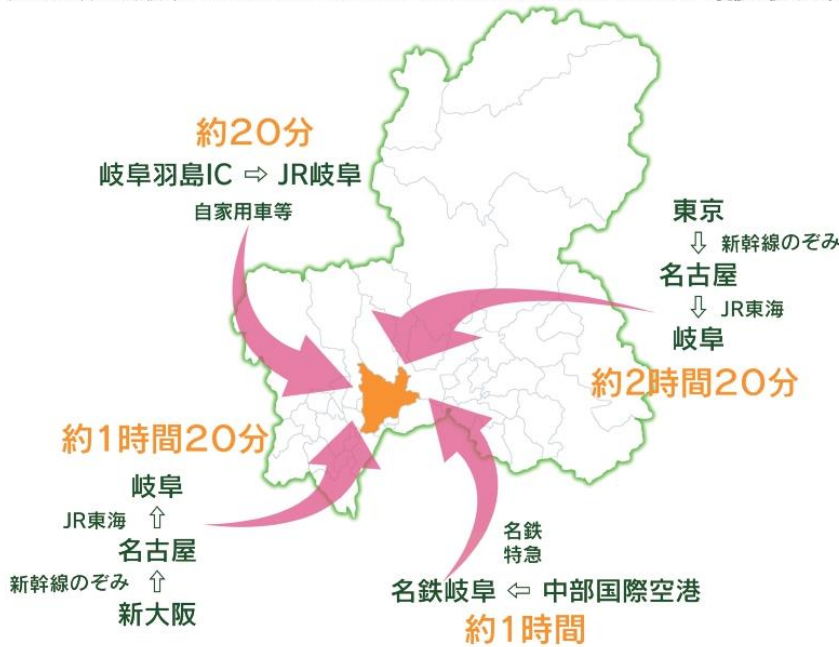 約20分
岐阜羽島IC ⇨ JR岐阜
自家用車等
東京
⇩ 新幹線のぞみ
名古屋
⇩ JR東海
岐阜
約2時間20分
約1時間20分
岐阜
JR東海 ⇧
名古屋
新幹線のぞみ ⇧
新大阪
名鉄
特急
名鉄岐阜 ⇦ 中部国際空港
約1時間